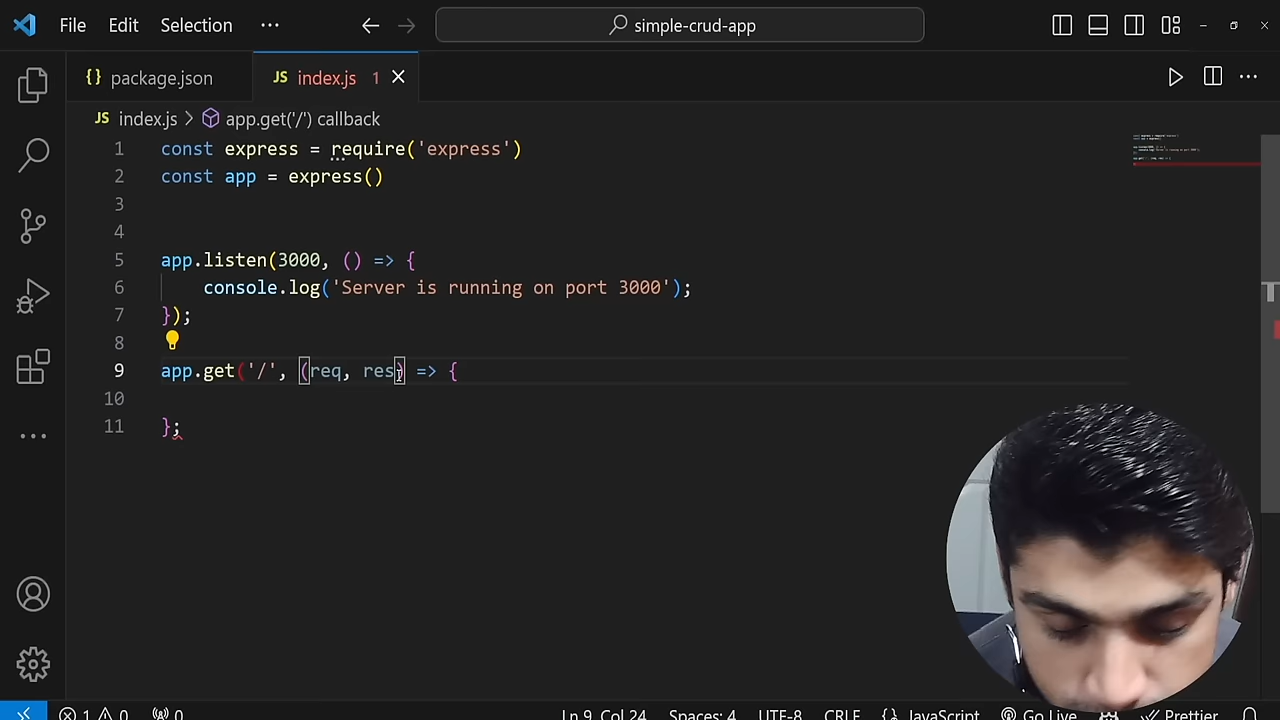 File Edit Selection ··· simple-crud-app
package.json index.js 1
index.js > app.get('/') callback
1 const express = require('express')
2 const app = express()
3
4
5 app.listen(3000, () => {
6 console.log('Server is running on port 3000');
7 });
8
9 app.get('/', (req, res) => {
10
11 };
1 0 0 Ln 9, Col 24 Spaces: 4 UTF-8 CRLF {} JavaScript Go Live Prettier